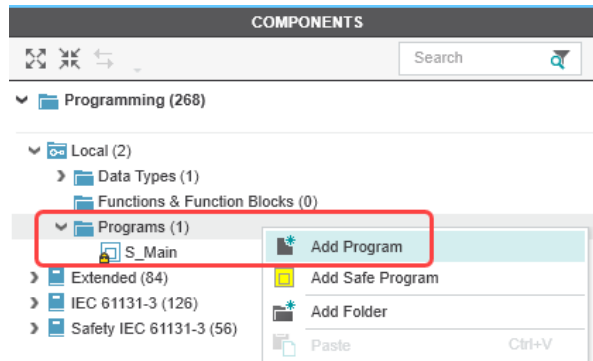 COMPONENTS
Search
Programming (268)
Local (2)
Data Types (1)
Functions & Function Blocks (0)
Programs (1)
S_Main
Add Program
Extended (84)
Add Safe Program
IEC 61131-3 (126)
Add Folder
Safety IEC 61131-3 (56)
Paste Ctrl+V